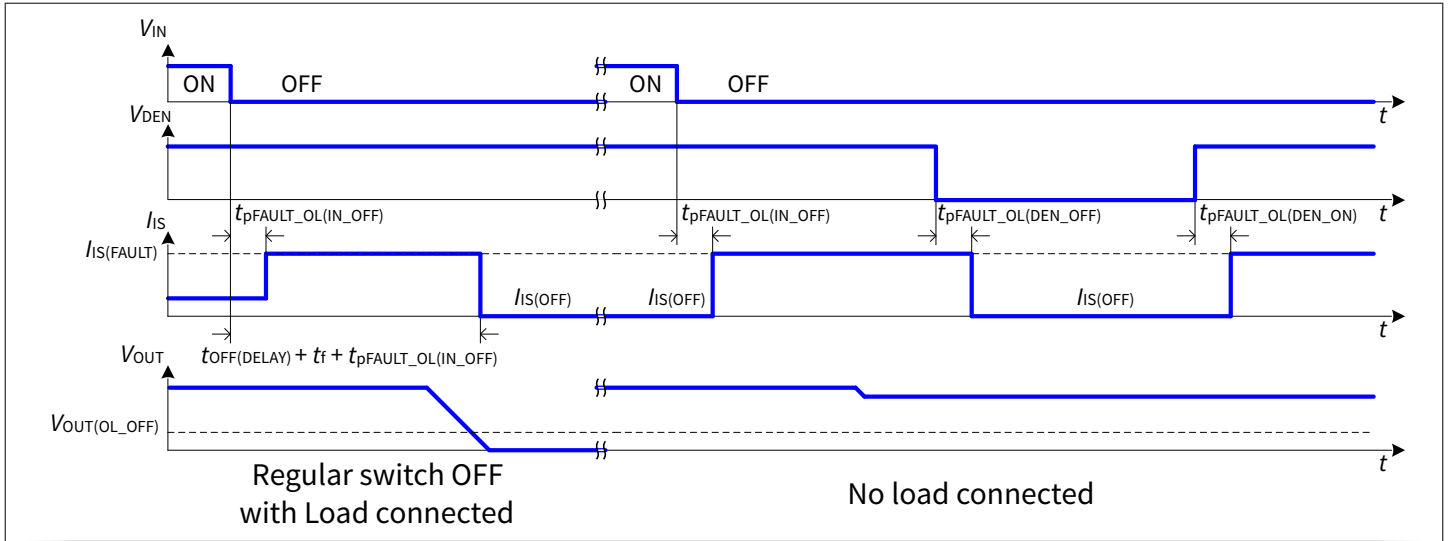 VIN
ON OFF ON OFF
t
VDEN
t
tpFAULT_OL(IN_OFF) tpFAULT_OL(IN_OFF) tpFAULT_OL(DEN_OFF) tpFAULT_OL(DEN_ON)
IIS
IIS(FAULT)
IIS(OFF) IIS(OFF) IIS(OFF)
t
VOUT tOFF(DELAY) + tf + tpFAULT_OL(IN_OFF)
VOUT(OL_OFF)
t
Regular switch OFF
with Load connected
No load connected